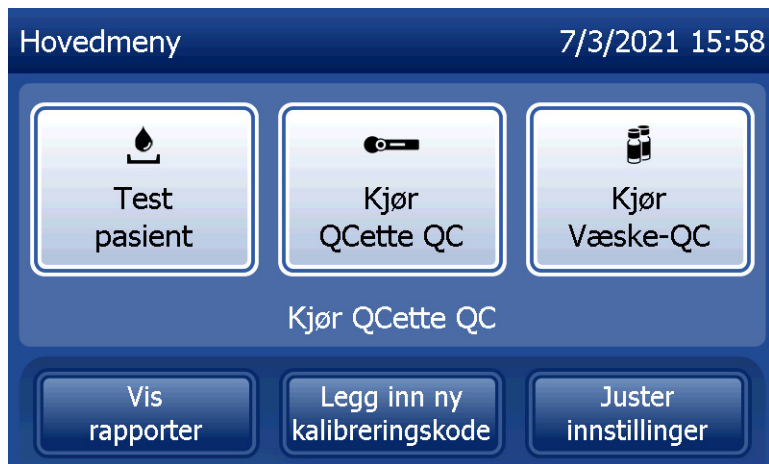 Hovedmeny 7/3/2021 15:58
Test
pasient
Kjør
QCette QC
Kjør
Væske-QC
Kjør QCette QC
Vis
rapporter
Legg inn ny
kalibreringskode
Juster
innstillinger